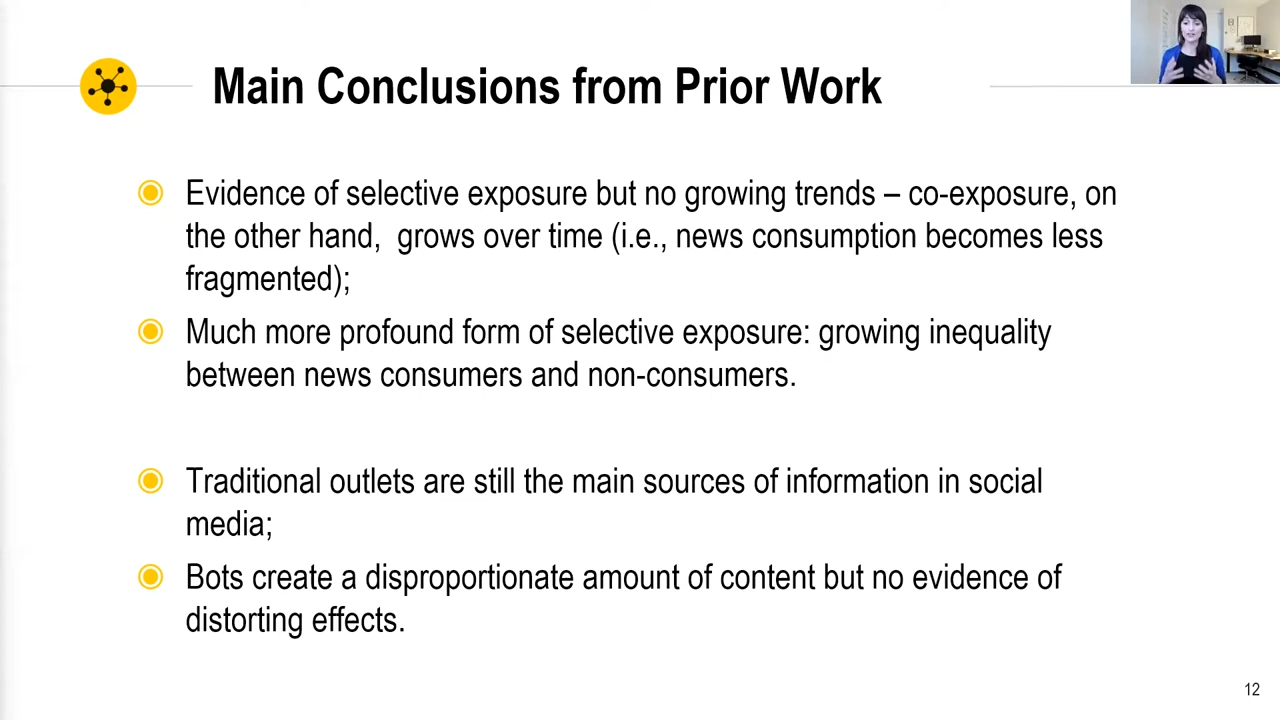 Main Conclusions from Prior Work
Evidence of selective exposure but no growing trends – co-exposure, on
the other hand,  grows over time (i.e., news consumption becomes less
fragmented);
Much more profound form of selective exposure: growing inequality
between news consumers and non-consumers.
Traditional outlets are still the main sources of information in social
media;
Bots create a disproportionate amount of content but no evidence of
distorting effects.
12